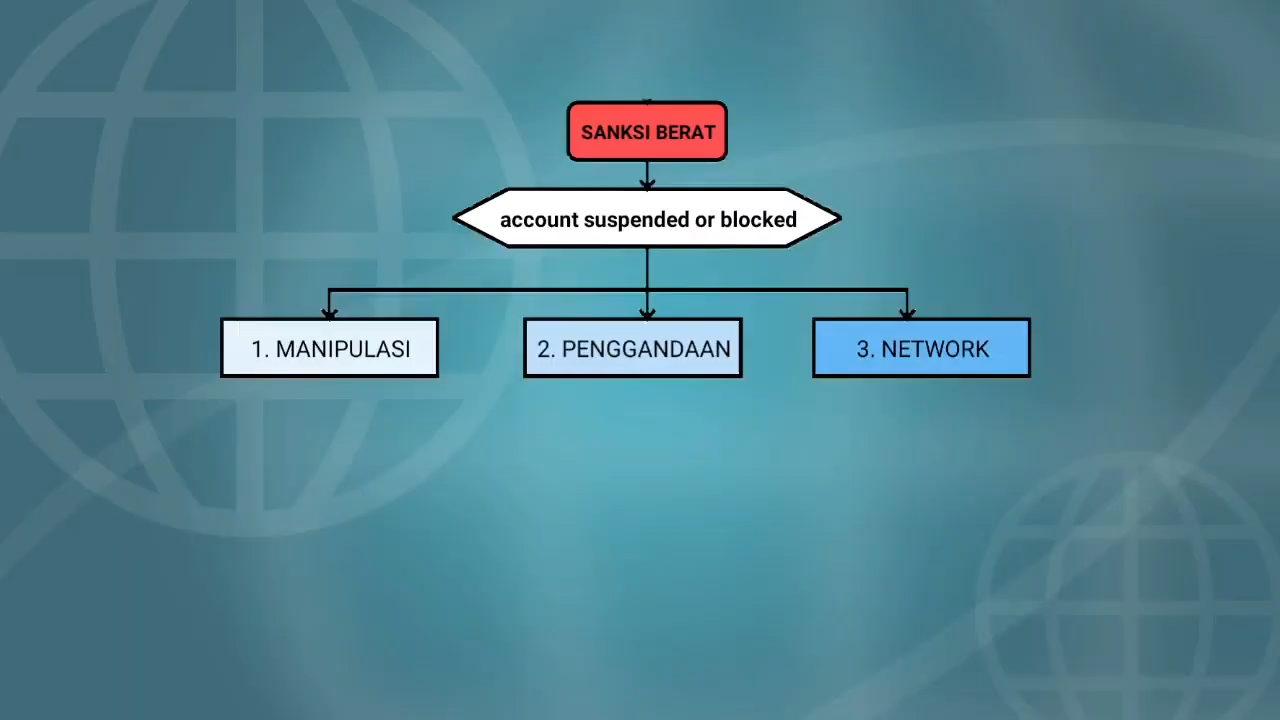 SANKSI BERAT
account suspended or blocked
1. MANIPULASI
2. PENGGANDAAN
3. NETWORK